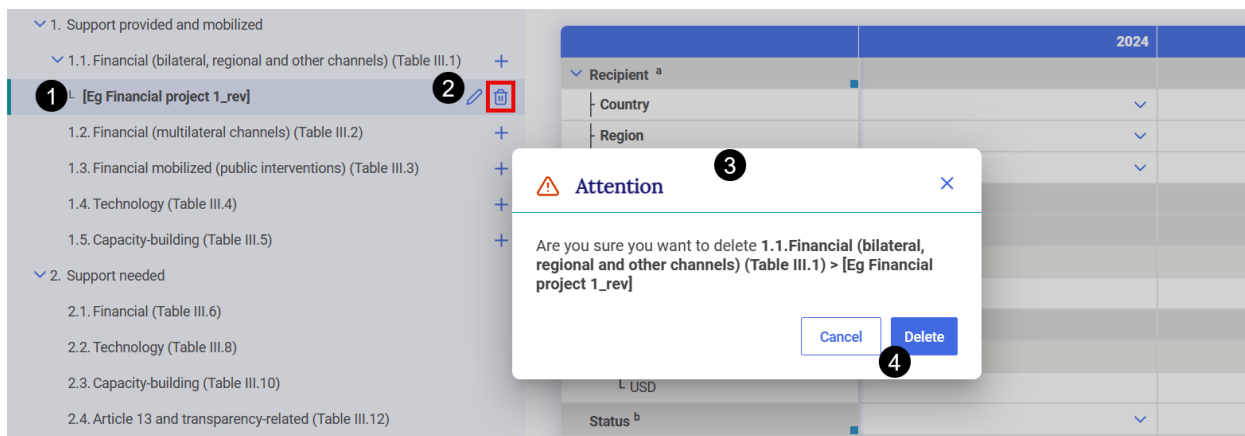 1. Support provided and mobilized
1.1. Financial (bilateral, regional and other channels) (Table III.1)
1
[Eg Financial project 1_rev]
2
1.2. Financial (multilateral channels) (Table III.2)
1.3. Financial mobilized (public interventions) (Table III.3)
1.4. Technology (Table III.4)
1.5. Capacity-building (Table III.5)
2. Support needed
2.1. Financial (Table III.6)
2.2. Technology (Table III.8)
2.3. Capacity-building (Table III.10)
2.4. Article 13 and transparency-related (Table III.12)
2024
Recipient a
Country
Region
3
Attention
Are you sure you want to delete 1.1.Financial (bilateral,
regional and other channels) (Table III.1) > [Eg Financial
project 1_rev]
Cancel
Delete
4
USD
Status b